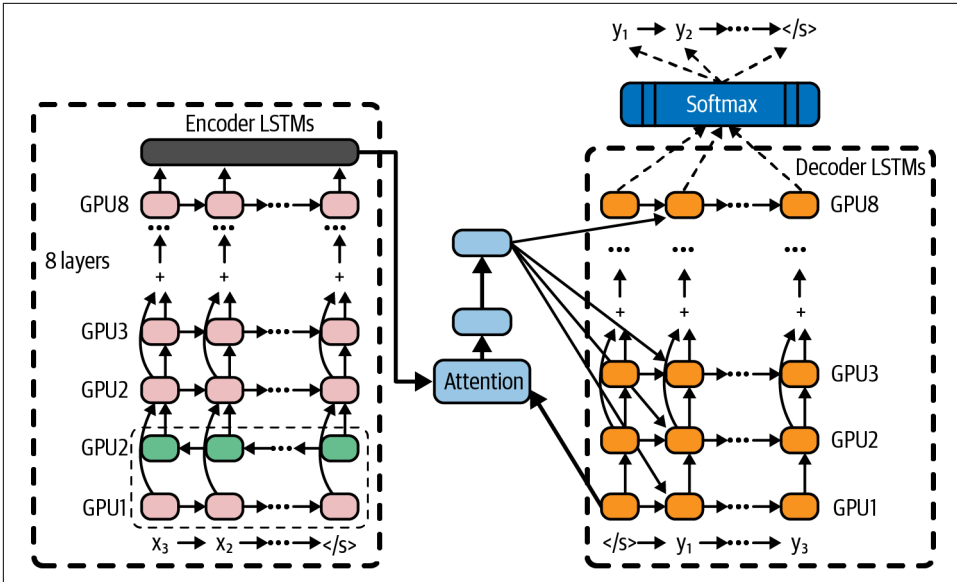 y₁ y₂ </s>
Softmax
Encoder LSTMs
Decoder LSTMs
GPU8
GPU8
8 layers
+ + +
+ + +
GPU3
GPU3
Attention
GPU2
GPU2
GPU2
GPU1
GPU1
x₃ x₂ </s>
</s> y₁ y₃